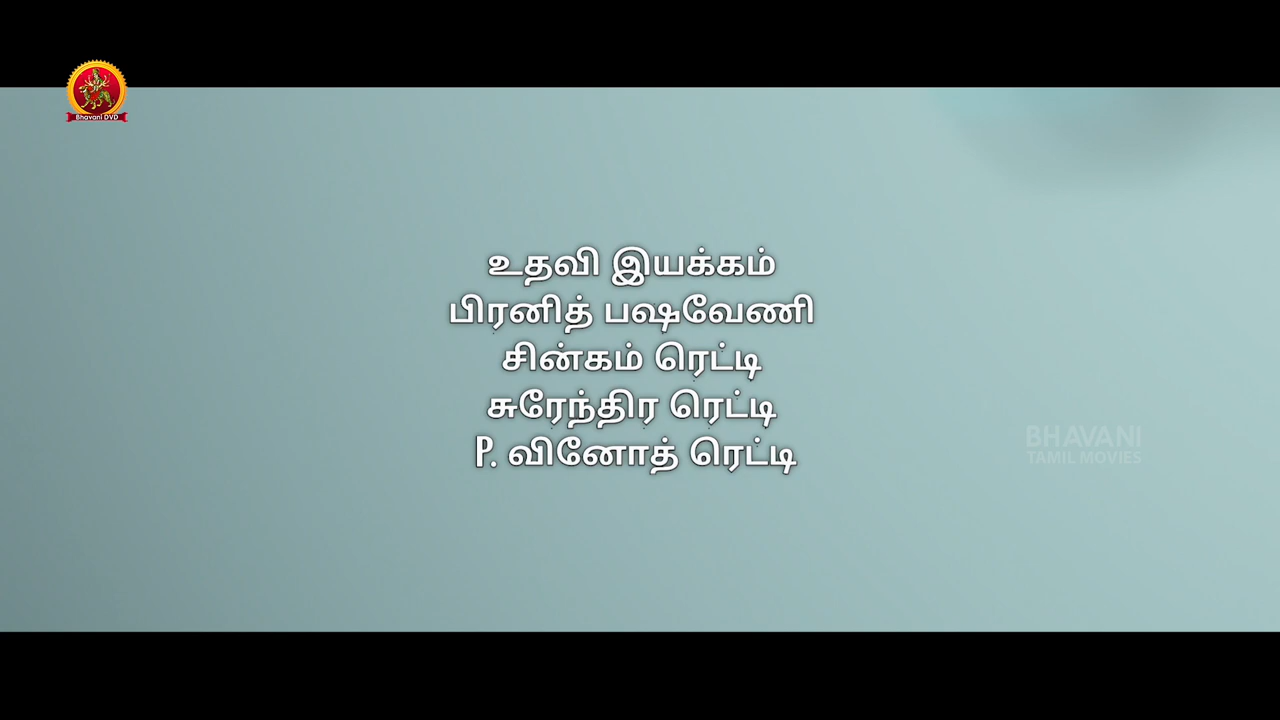 Bhavani DVD
உதவி இயக்கம்
பிரனித் பஷவேணி
சின்கம் ரெட்டி
சுரேந்திர ரெட்டி
P. வினோத் ரெட்டி
BHAVANI
TAMIL MOVIES